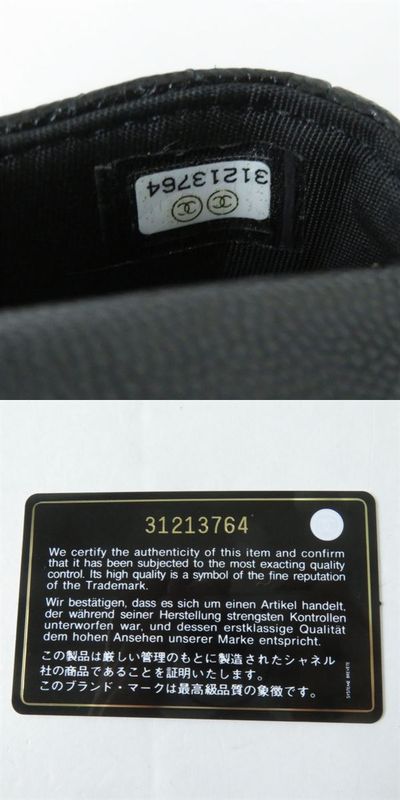 31213764
31213764
We certify the authenticity of this item and confirm
that it has been subjected to the most exacting quality
control. Its high quality is a symbol of the fine reputation
of the Trademark.
Wir bestätigen, dass es sich um einen Artikel handelt,
der während seiner Herstellung strengsten Kontrollen
unterworfen war, und dessen erstklassige Qualität
dem hohen Ansehen unserer Marke entspricht.
この製品は厳しい管理のもとに製造されたシャネル
社の商品であることを証明いたします。
このブランド・マークは最高級品質の象徴です。
SYSTEME BREVETE